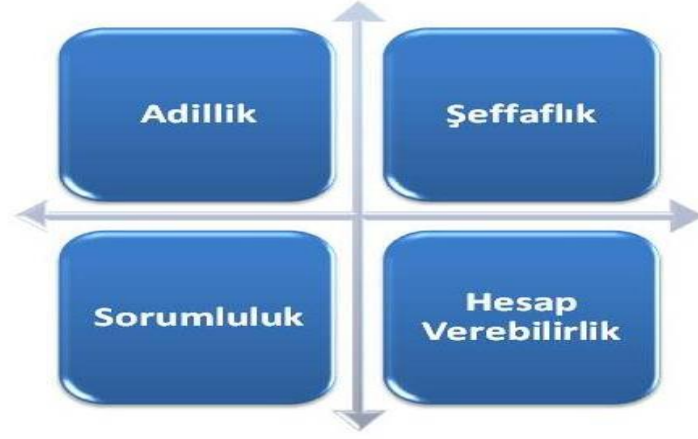 Adillik
Şeffaflık
Sorumluluk
Hesap
Verebilirlik